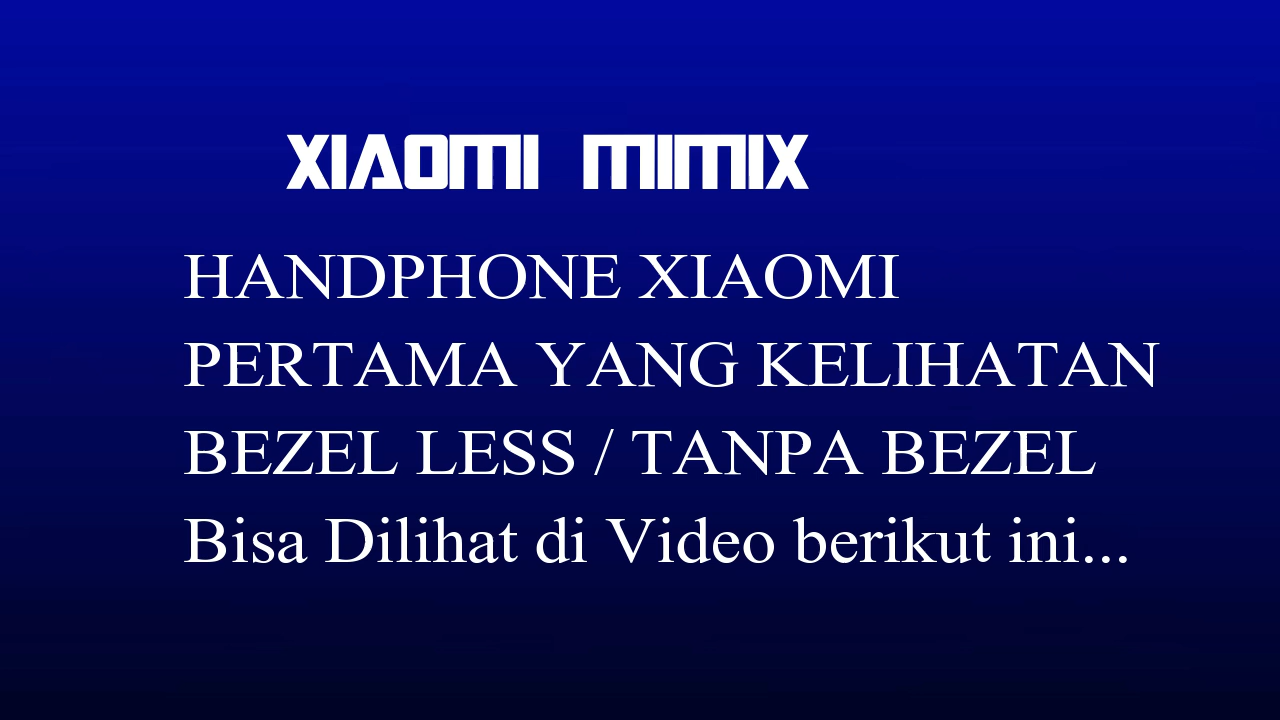 XIAOMI MIMIX
HANDPHONE XIAOMI
PERTAMA YANG KELIHATAN
BEZEL LESS / TANPA BEZEL
Bisa Dilihat di Video berikut ini...